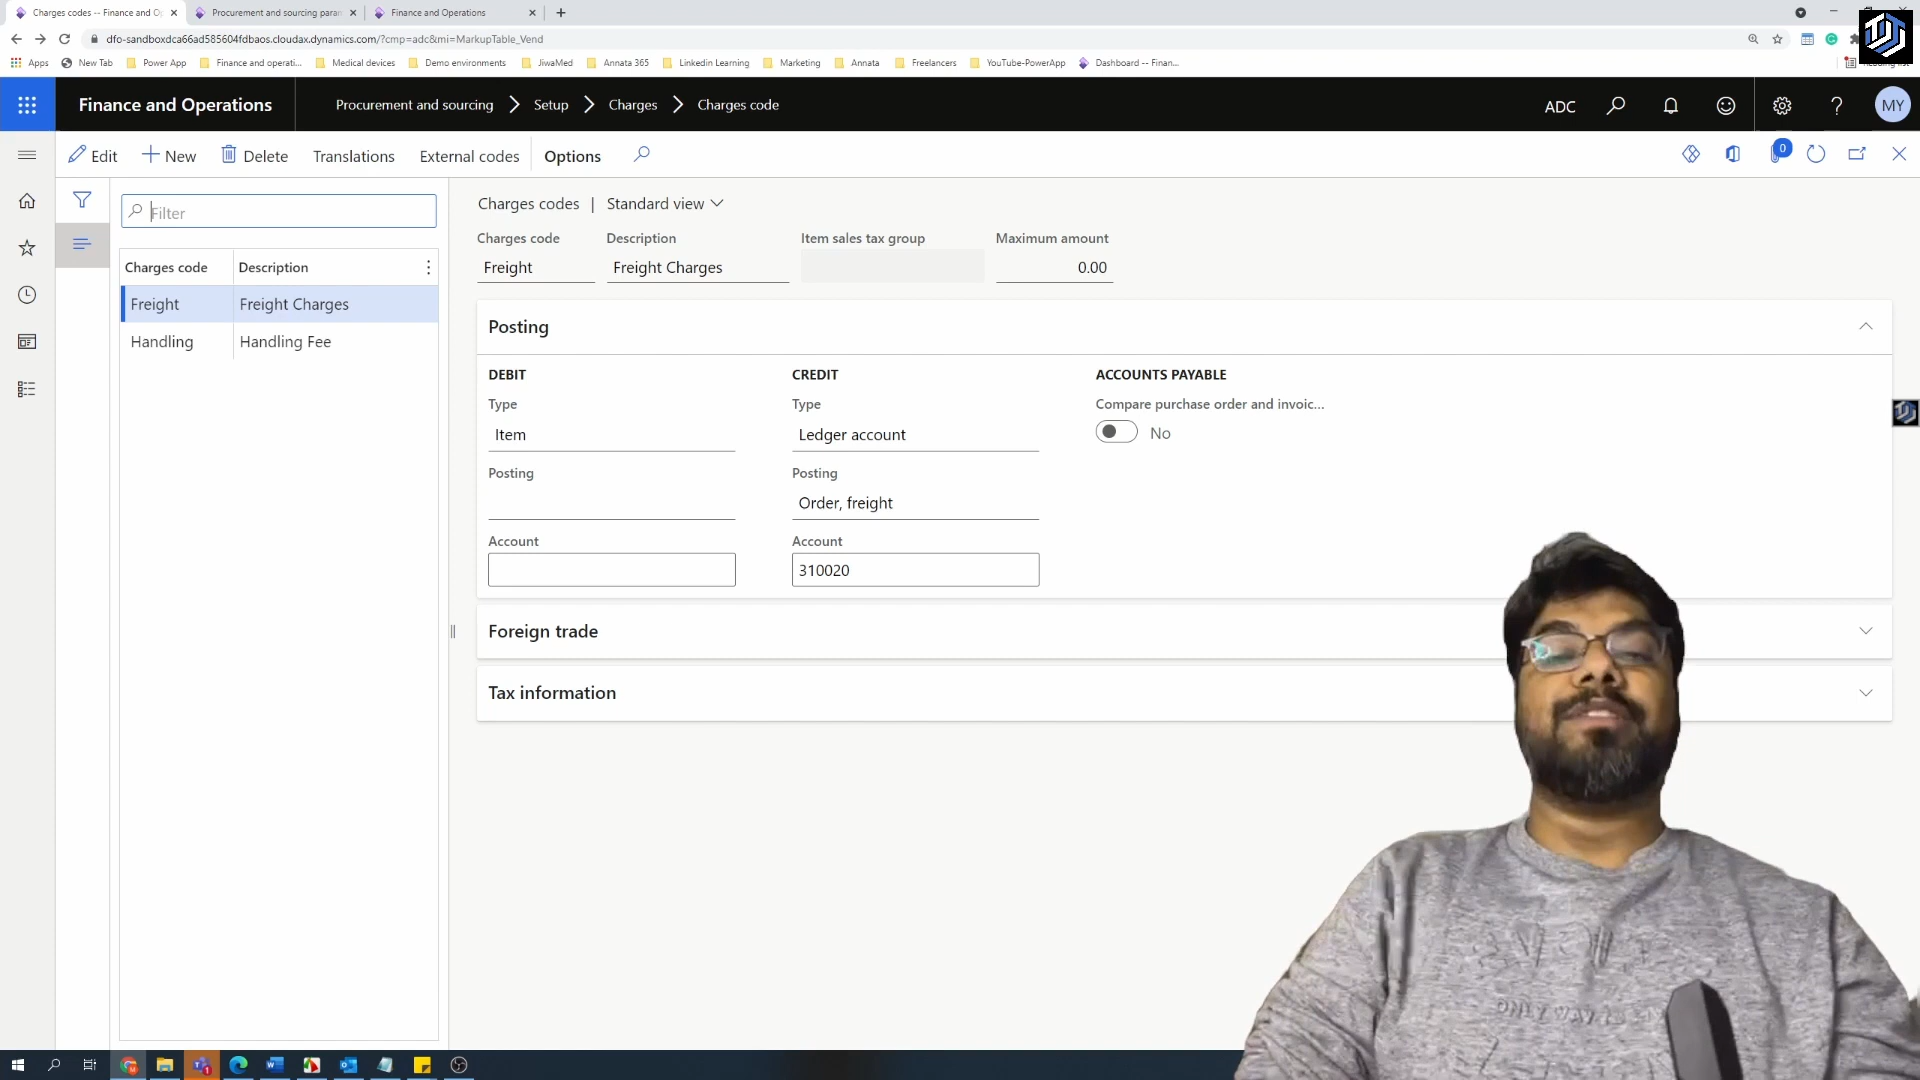 Charges codes -- Finance and Op
Procurement and sourcing param
Finance and Operations
dfo-sandboxdca66ad585604fdbaos.cloudax.dynamics.com/?cmp=adc&mi=MarkupTable_Vend
Apps New Tab Power App Finance and operati... Medical devices Demo environments JiwaMed Annata 365 Linkedin Learning Marketing Annata Freelancers YouTube-PowerApp Dashboard -- Finan...
Finance and Operations Procurement and sourcing Setup Charges Charges code ADC ? MY
Edit New Delete Translations External codes Options 0
Filter
Charges code Description
Freight Freight Charges
Handling Handling Fee
Charges codes | Standard view
Charges code Description Item sales tax group Maximum amount
Freight Freight Charges 0.00
Posting
DEBIT CREDIT ACCOUNTS PAYABLE
Type Type Compare purchase order and invoic...
Item Ledger account No
Posting Posting
Order, freight
Account Account
310020
Foreign trade
Tax information